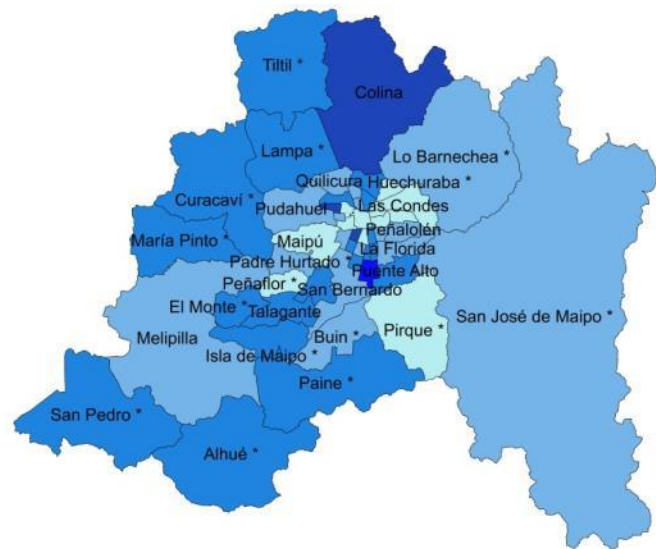 Tiltil *
Colina
Lampa *
Lo Barnechea *
Quilicura Huechuraba *
Curacaví *
Pudahuel
Las Condes
María Pinto *
Maipú
Peñalolén
La Florida
Padre Hurtado *
Puente Alto
Peñaflor *
San Bernardo
El Monte *
Talagante
San José de Maipo *
Melipilla
Buin *
Pirque *
Isla de Maipo *
Paine *
San Pedro *
Alhué *